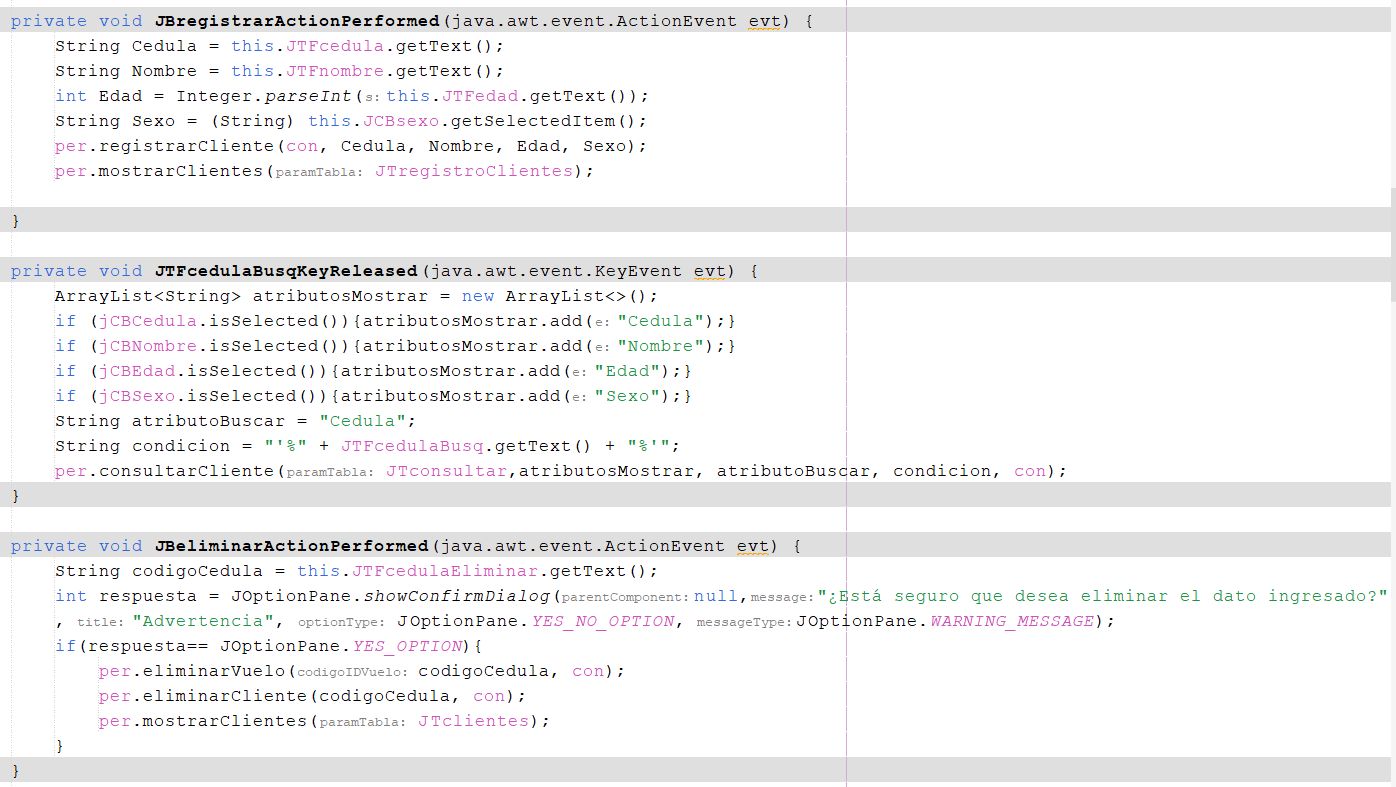 private void JBregistrarActionPerformed(java.awt.event.ActionEvent evt) {
    String Cedula = this.JTFcedula.getText();
    String Nombre = this.JTFnombre.getText();
    int Edad = Integer.parseInt(s: this.JTFedad.getText());
    String Sexo = (String) this.JCBsexo.getSelectedItem();
    per.registrarCliente(con, Cedula, Nombre, Edad, Sexo);
    per.mostrarClientes(paramTabla: JTregistroClientes);
}
private void JTFcedulaBusqKeyReleased(java.awt.event.KeyEvent evt) {
    ArrayList<String> atributosMostrar = new ArrayList<>();
    if (jCBCedula.isSelected()){atributosMostrar.add(e: "Cedula");}
    if (jCBNombre.isSelected()){atributosMostrar.add(e: "Nombre");}
    if (jCBEdad.isSelected()){atributosMostrar.add(e: "Edad");}
    if (jCBSexo.isSelected()){atributosMostrar.add(e: "Sexo");}
    String atributoBuscar = "Cedula";
    String condicion = "'%" + JTFcedulaBusq.getText() + "%'";
    per.consultarCliente(paramTabla: JTconsultar,atributosMostrar, atributoBuscar, condicion, con);
}
private void JBeliminarActionPerformed(java.awt.event.ActionEvent evt) {
    String codigoCedula = this.JTFcedulaEliminar.getText();
    int respuesta = JOptionPane.showConfirmDialog(parentComponent: null, message: "¿Está seguro que desea eliminar el dato ingresado?"
    , title: "Advertencia", optionType: JOptionPane.YES_NO_OPTION, messageType: JOptionPane.WARNING_MESSAGE);
    if(respuesta== JOptionPane.YES_OPTION){
        per.eliminarVuelo(codigoIDVuelo: codigoCedula, con);
        per.eliminarCliente(codigoCedula, con);
        per.mostrarClientes(paramTabla: JTclientes);
    }
}